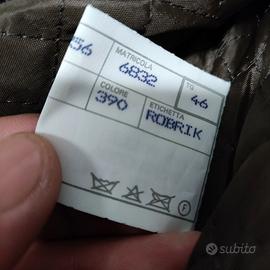 56
MATRICOLA
6832
TG
46
COLORE
390
ETICHETTA
ROBRIK
F
subito